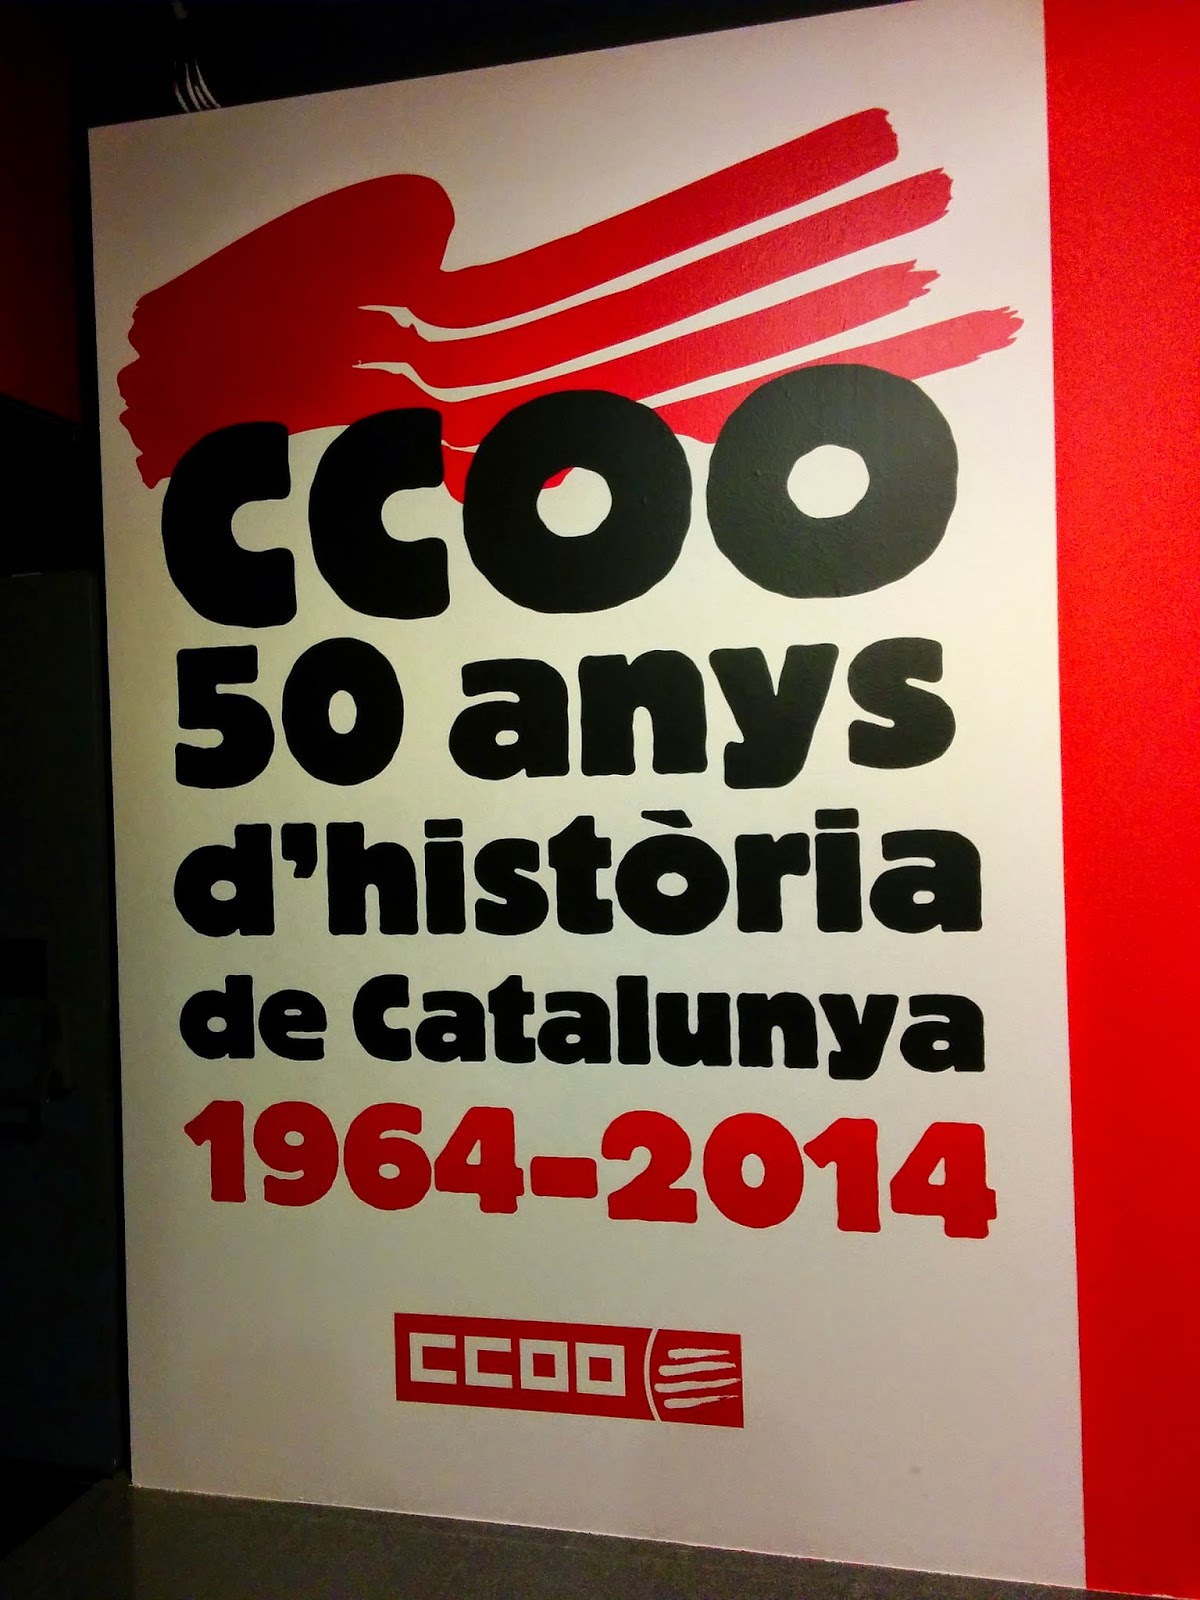 CCOO
50 anys
d'història
de Catalunya
1964-2014
CCOO